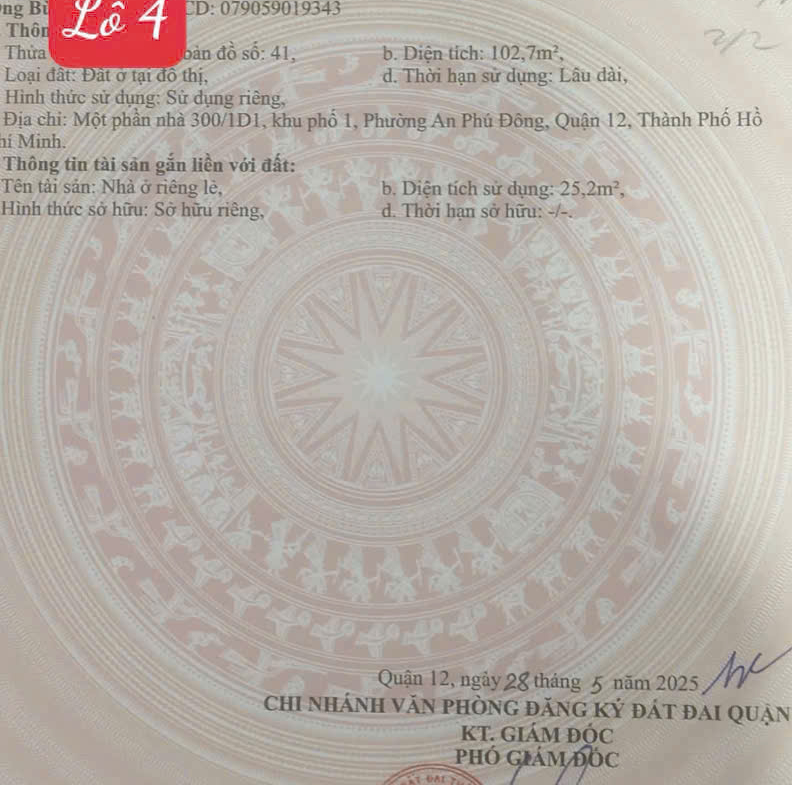 ng Bù Lô 4 CD: 079059019343
Thôn
Thửa bản đồ số: 41, b. Diện tích: 102,7m²,
Loại đất: Đất ở tại đô thị, d. Thời hạn sử dụng: Lâu dài,
Hình thức sử dụng: Sử dụng riêng,
Địa chỉ: Một phần nhà 300/1D1, khu phố 1, Phường An Phú Đông, Quận 12, Thành Phố Hồ
hí Minh.
Thông tin tài sản gắn liền với đất:
Tên tài sản: Nhà ở riêng lẻ, b. Diện tích sử dụng: 25,2m²,
Hình thức sở hữu: Sở hữu riêng, d. Thời hạn sở hữu: -/-.
Quận 12, ngày 28 tháng 5 năm 2025
CHI NHÁNH VĂN PHÒNG ĐĂNG KÝ ĐẤT ĐAI QUẬN
KT. GIÁM ĐỐC
PHÓ GIÁM ĐỐC
ĐẤT ĐAI